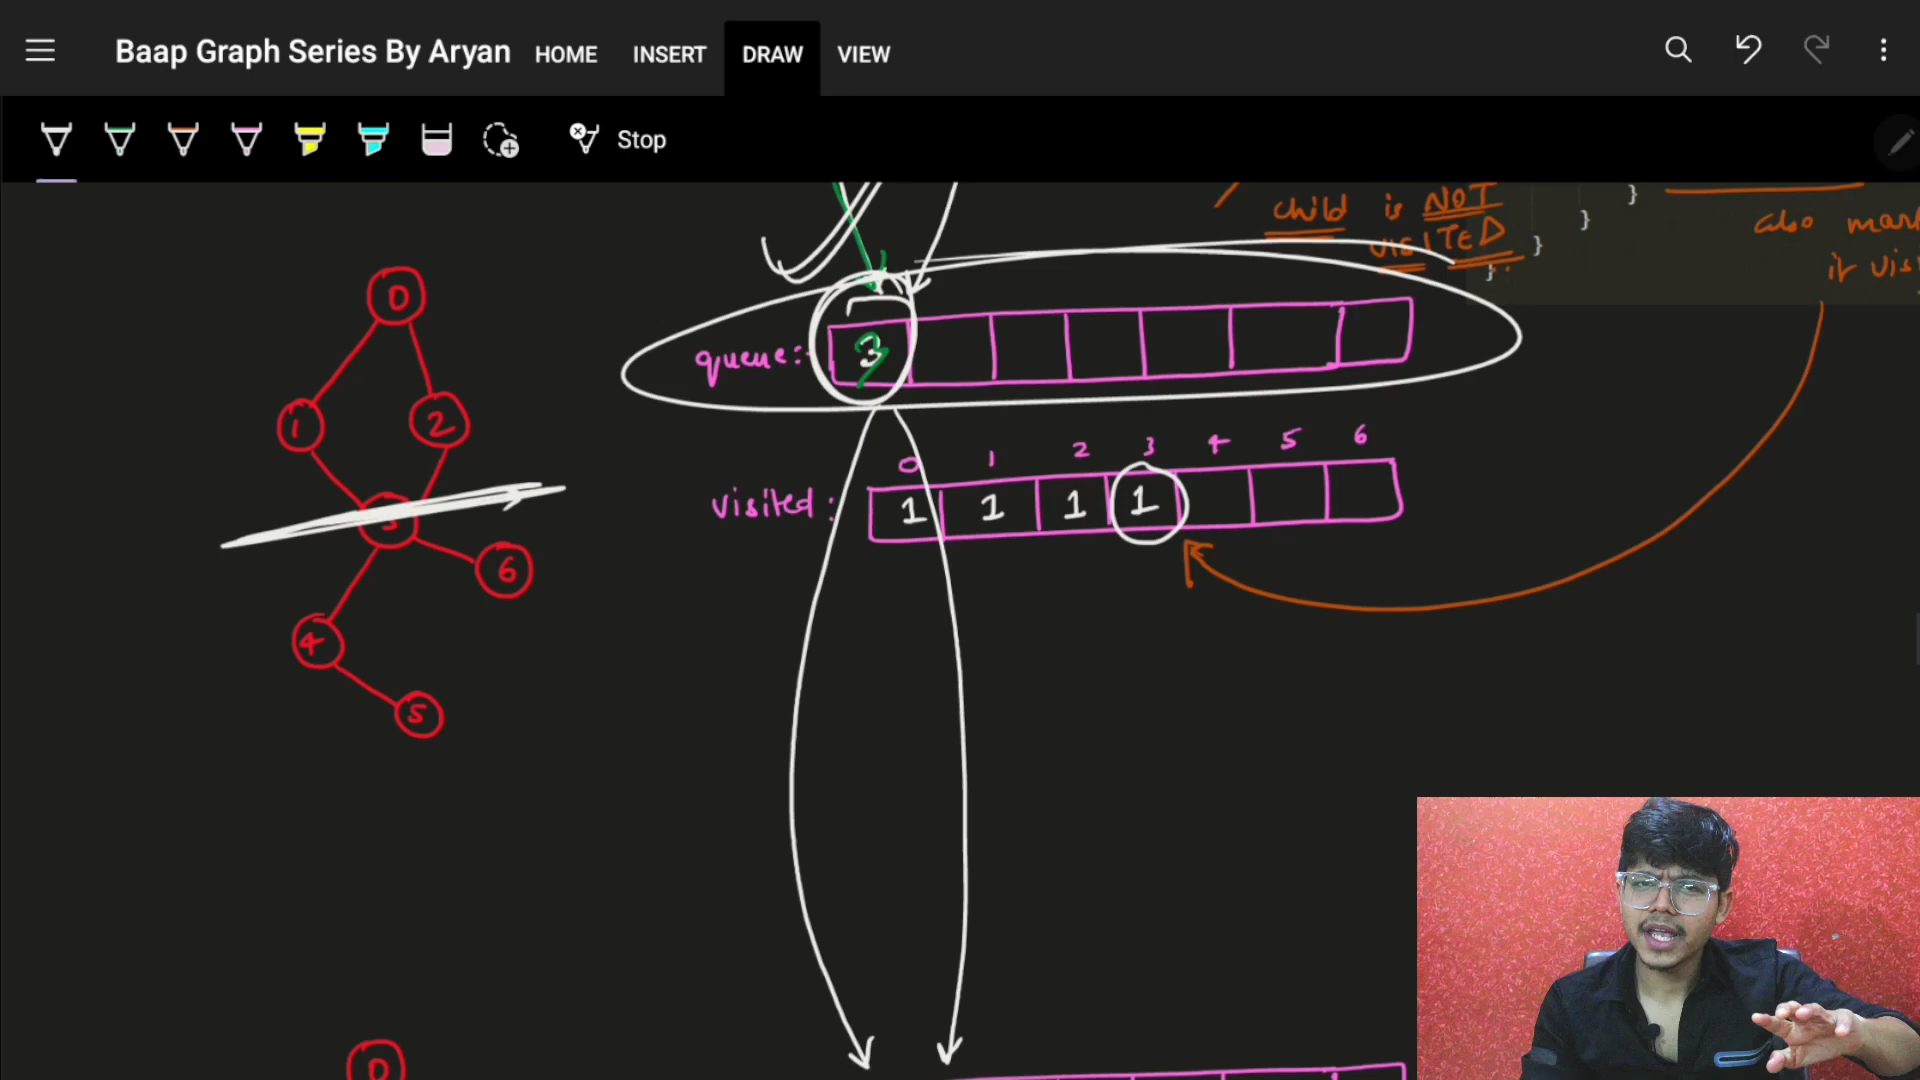 Baap Graph Series By Aryan HOME INSERT DRAW VIEW
Stop
child is NOT
VISITED
}
}
}
}
also mark
it vis
0
1 2
3
6
4
5
queue:- 3
0 1 2 3 4 5 6
visited: 1 1 1 1
0